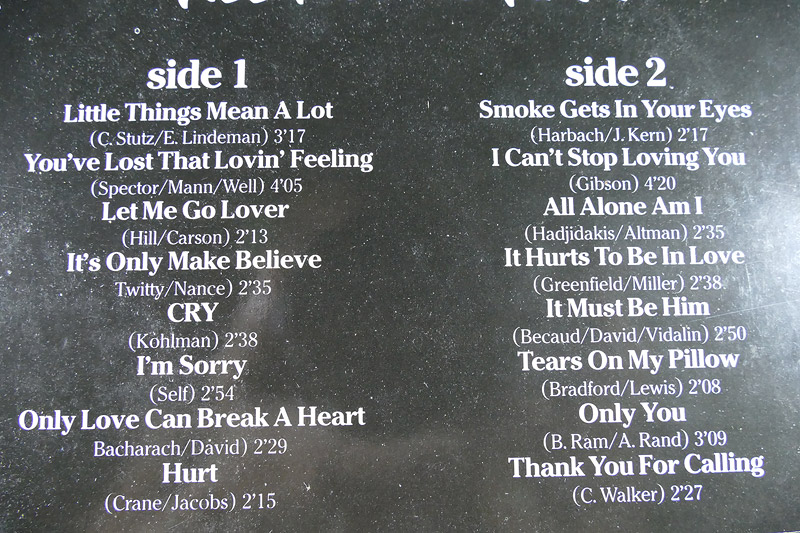 side 1
Little Things Mean A Lot
(C. Stutz/E. Lindeman) 3'17
You've Lost That Lovin' Feeling
(Spector/Mann/Well) 4'05
Let Me Go Lover
(Hill/Carson) 2'13
It's Only Make Believe
Twitty/Nance) 2'35
CRY
(Kohlman) 2'38
I'm Sorry
(Self) 2'54
Only Love Can Break A Heart
Bacharach/David) 2'29
Hurt
(Crane/Jacobs) 2'15
side 2
Smoke Gets In Your Eyes
(Harbach/J. Kern) 2'17
I Can't Stop Loving You
(Gibson) 4'20
All Alone Am I
(Hadjidakis/Altman) 2'35
It Hurts To Be In Love
(Greenfield/Miller) 2'38
It Must Be Him
(Becaud/David/Vidalin) 2'50
Tears On My Pillow
(Bradford/Lewis) 2'08
Only You
(B. Ram/A. Rand) 3'09
Thank You For Calling
(C. Walker) 2'27